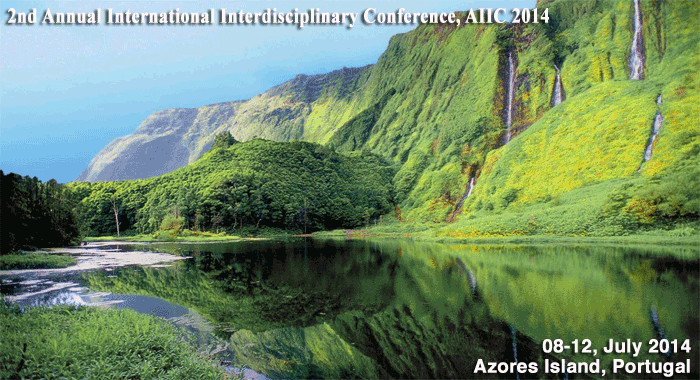 2nd Annual International Interdisciplinary Conference, AIIC 2014
08-12, July 2014
Azores Island, Portugal